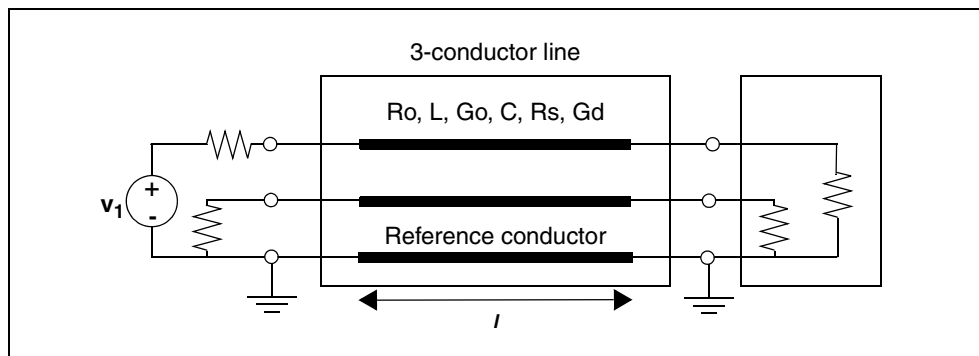 3-conductor line
Ro, L, Go, C, Rs, Gd
+
v1
-
Reference conductor
l